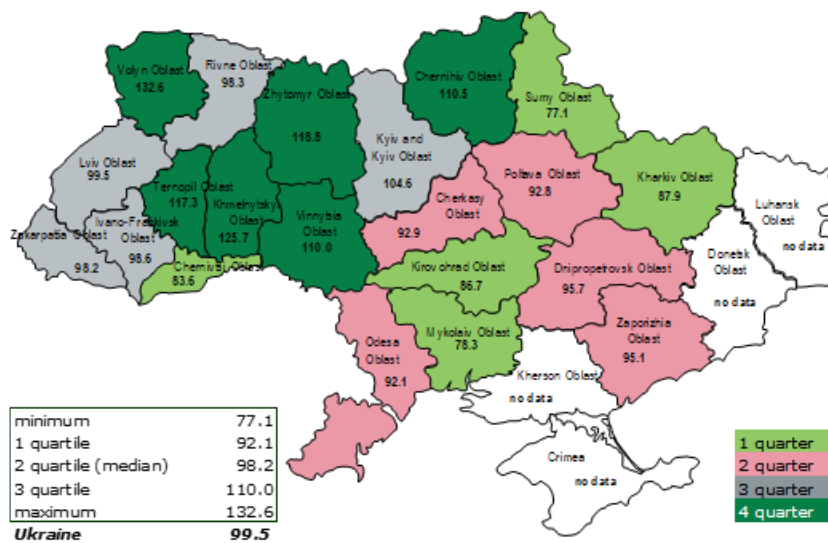 Volyn Oblast
132.6
Rivne Oblast
98.3
Zhytomyr Oblast
118.8
Kyiv and
Kyiv Oblast
104.6
Chernihiv Oblast
110.5
Sumy Oblast
77.1
Lviv Oblast
99.5
Ternopil Oblast
117.3
Khmelnytsky
Oblast
125.7
Vinnytsia
Oblast
110.0
Cherkasy
Oblast
92.9
Poltava Oblast
92.8
Kharkiv Oblast
87.9
Luhansk
Oblast
no data
Zakarpattia Oblast
98.2
Ivano-Frankivsk
Oblast
98.6
Chernivtsi Oblast
83.6
Kirovohrad Oblast
86.7
Dnipropetrovsk Oblast
95.7
Donetsk
Oblast
no data
Odesa
Oblast
92.1
Mykolaiv Oblast
78.3
Zaporizhia
Oblast
95.1
Kherson Oblast
no data
Crimea
no data
minimum 77.1
1 quartile 92.1
2 quartile (median) 98.2
3 quartile 110.0
maximum 132.6
Ukraine 99.5
1 quarter
2 quarter
3 quarter
4 quarter